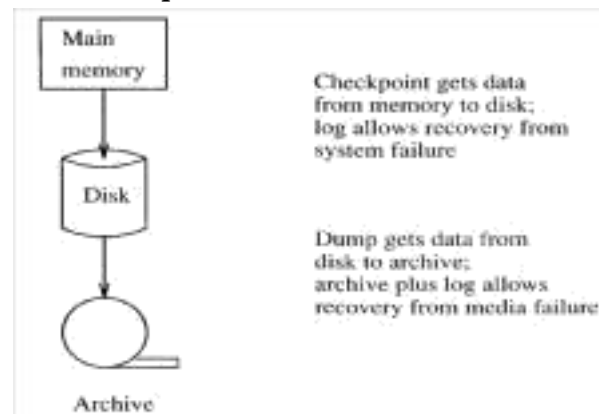 Main
memory
Checkpoint gets data
from memory to disk;
log allows recovery from
system failure
Disk
Dump gets data from
disk to archive;
archive plus log allows
recovery from media failure
Archive